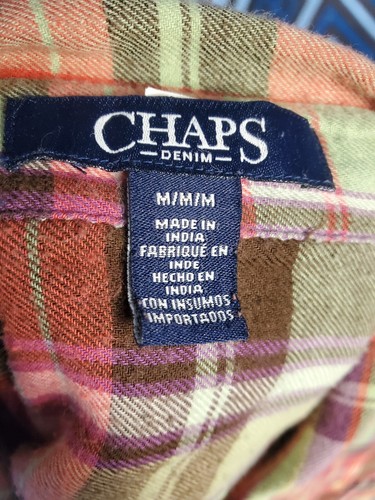 CHAPS
DENIM
M/M/M
MADE IN
INDIA
FABRIQUÉ EN
INDE
HECHO EN
INDIA
CON INSUMOS
IMPORTADOS